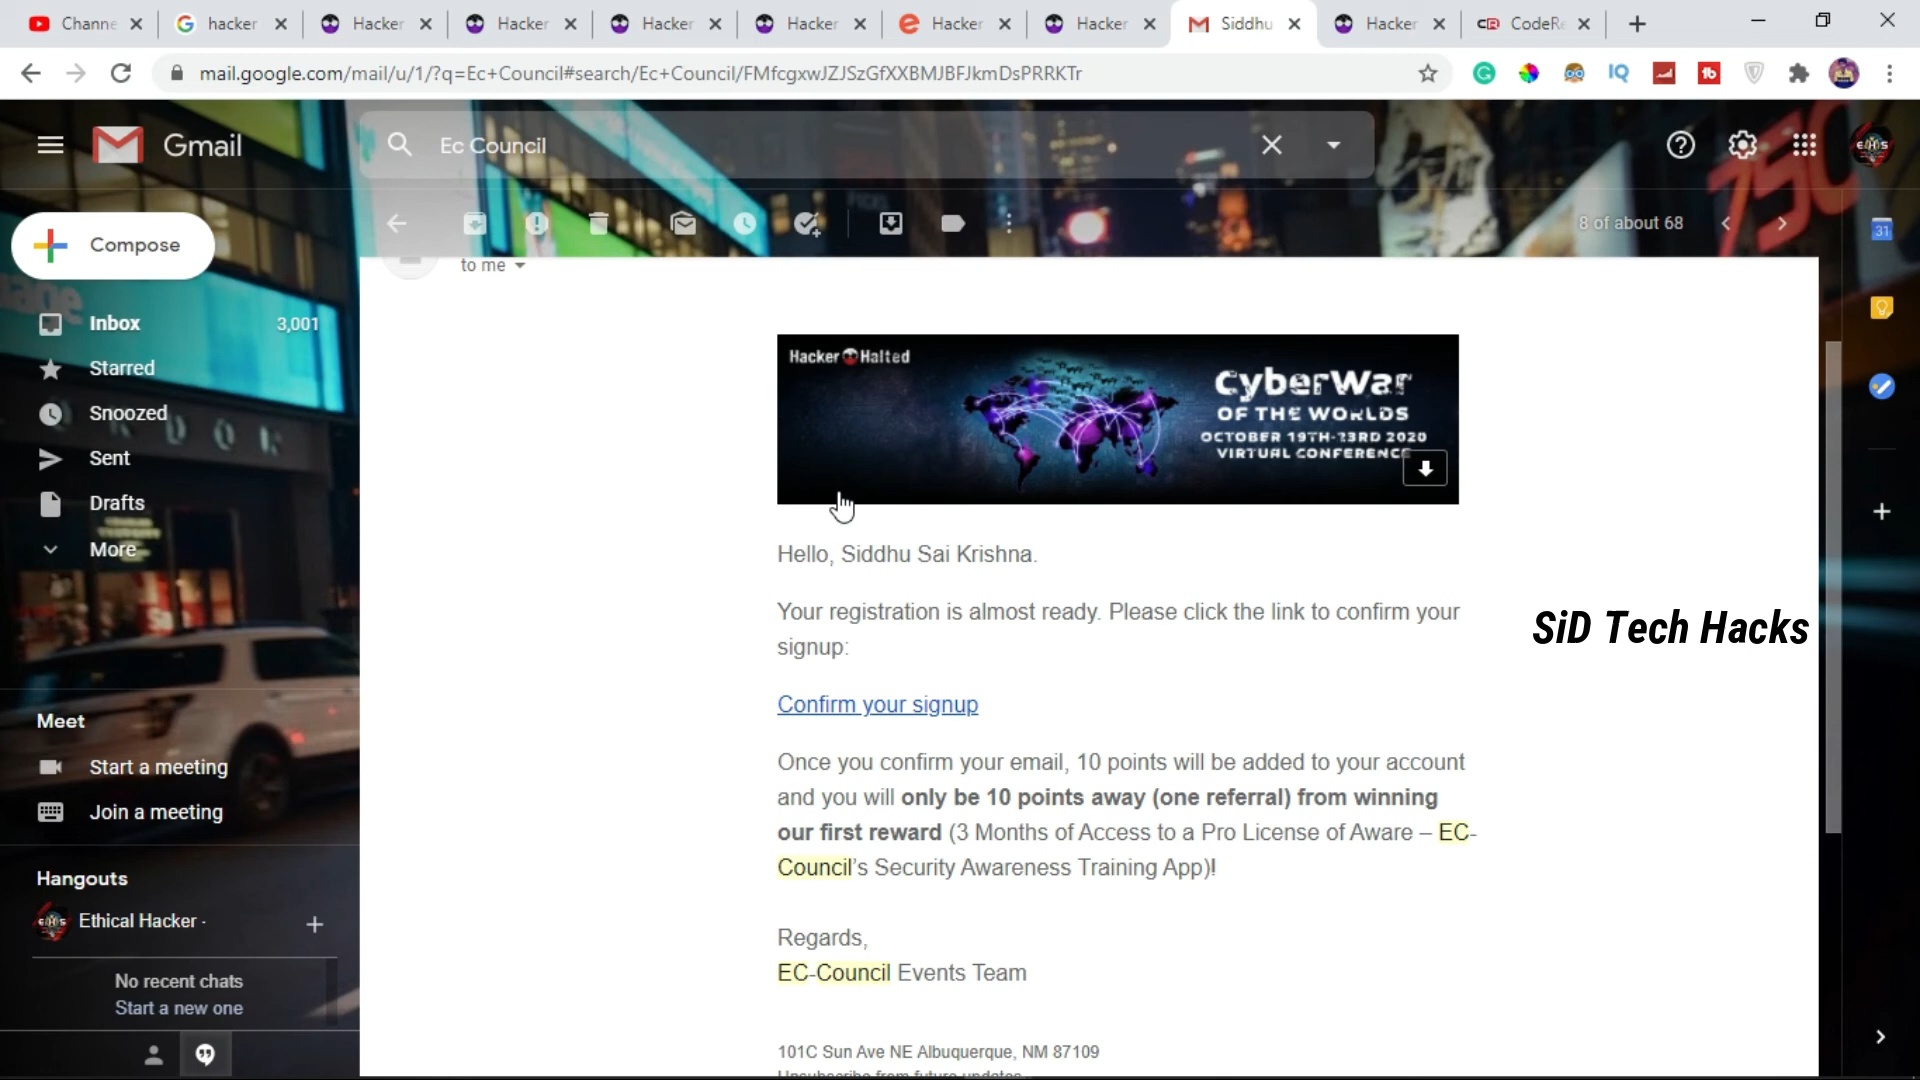 Channe
hacker
Hacker
Hacker
Hacker
Hacker
Hacker
Hacker
Siddhu
Hacker
CodeRe
mail.google.com/mail/u/1/?q=Ec+Council#search/Ec+Council/FMfcgxwJZJSzGfXXBMJBFJkmDsPRRKTr
Gmail
Ec Council
8 of about 68
Compose
to me
Inbox 3,001
Starred
Snoozed
Sent
Drafts
More
Meet
Start a meeting
Join a meeting
Hangouts
Ethical Hacker -
No recent chats
Start a new one
Hacker Halted
CyberWar
OF THE WORLDS
OCTOBER 19TH-23RD 2020
VIRTUAL CONFERENCE
Hello, Siddhu Sai Krishna.
Your registration is almost ready. Please click the link to confirm your
signup:
Confirm your signup
Once you confirm your email, 10 points will be added to your account
and you will only be 10 points away (one referral) from winning
our first reward (3 Months of Access to a Pro License of Aware – EC-
Council's Security Awareness Training App)!
Regards,
EC-Council Events Team
101C Sun Ave NE Albuquerque, NM 87109
Unsubscribe from future updates
SiD Tech Hacks
31